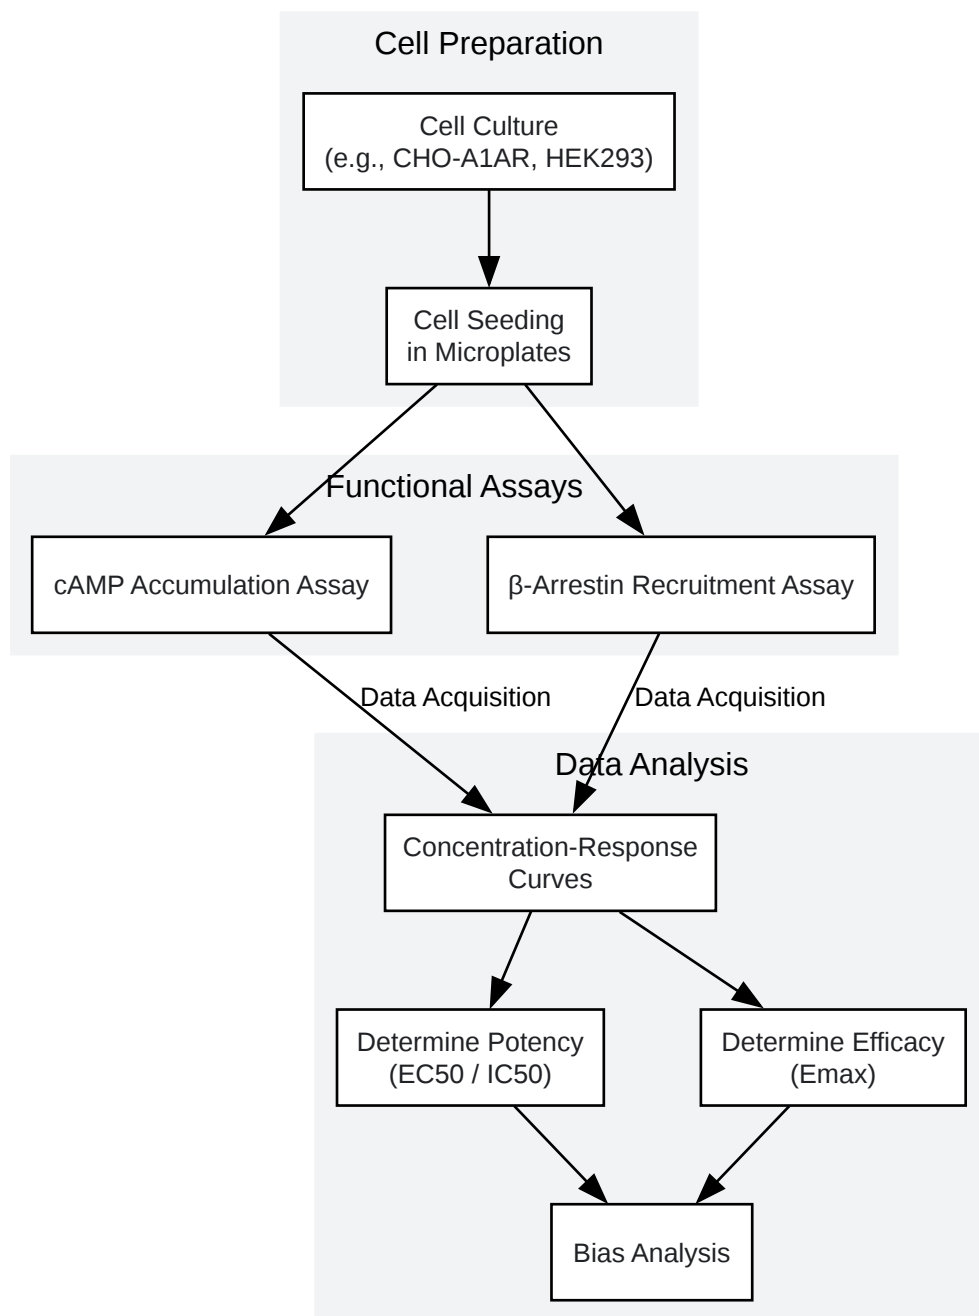 Cell Preparation
Cell Culture
(e.g., CHO-A1AR, HEK293)
Cell Seeding
in Microplates
Functional Assays
cAMP Accumulation Assay
β-Arrestin Recruitment Assay
Data Acquisition
Data Acquisition
Data Analysis
Concentration-Response
Curves
Determine Potency
(EC50 / IC50)
Determine Efficacy
(Emax)
Bias Analysis